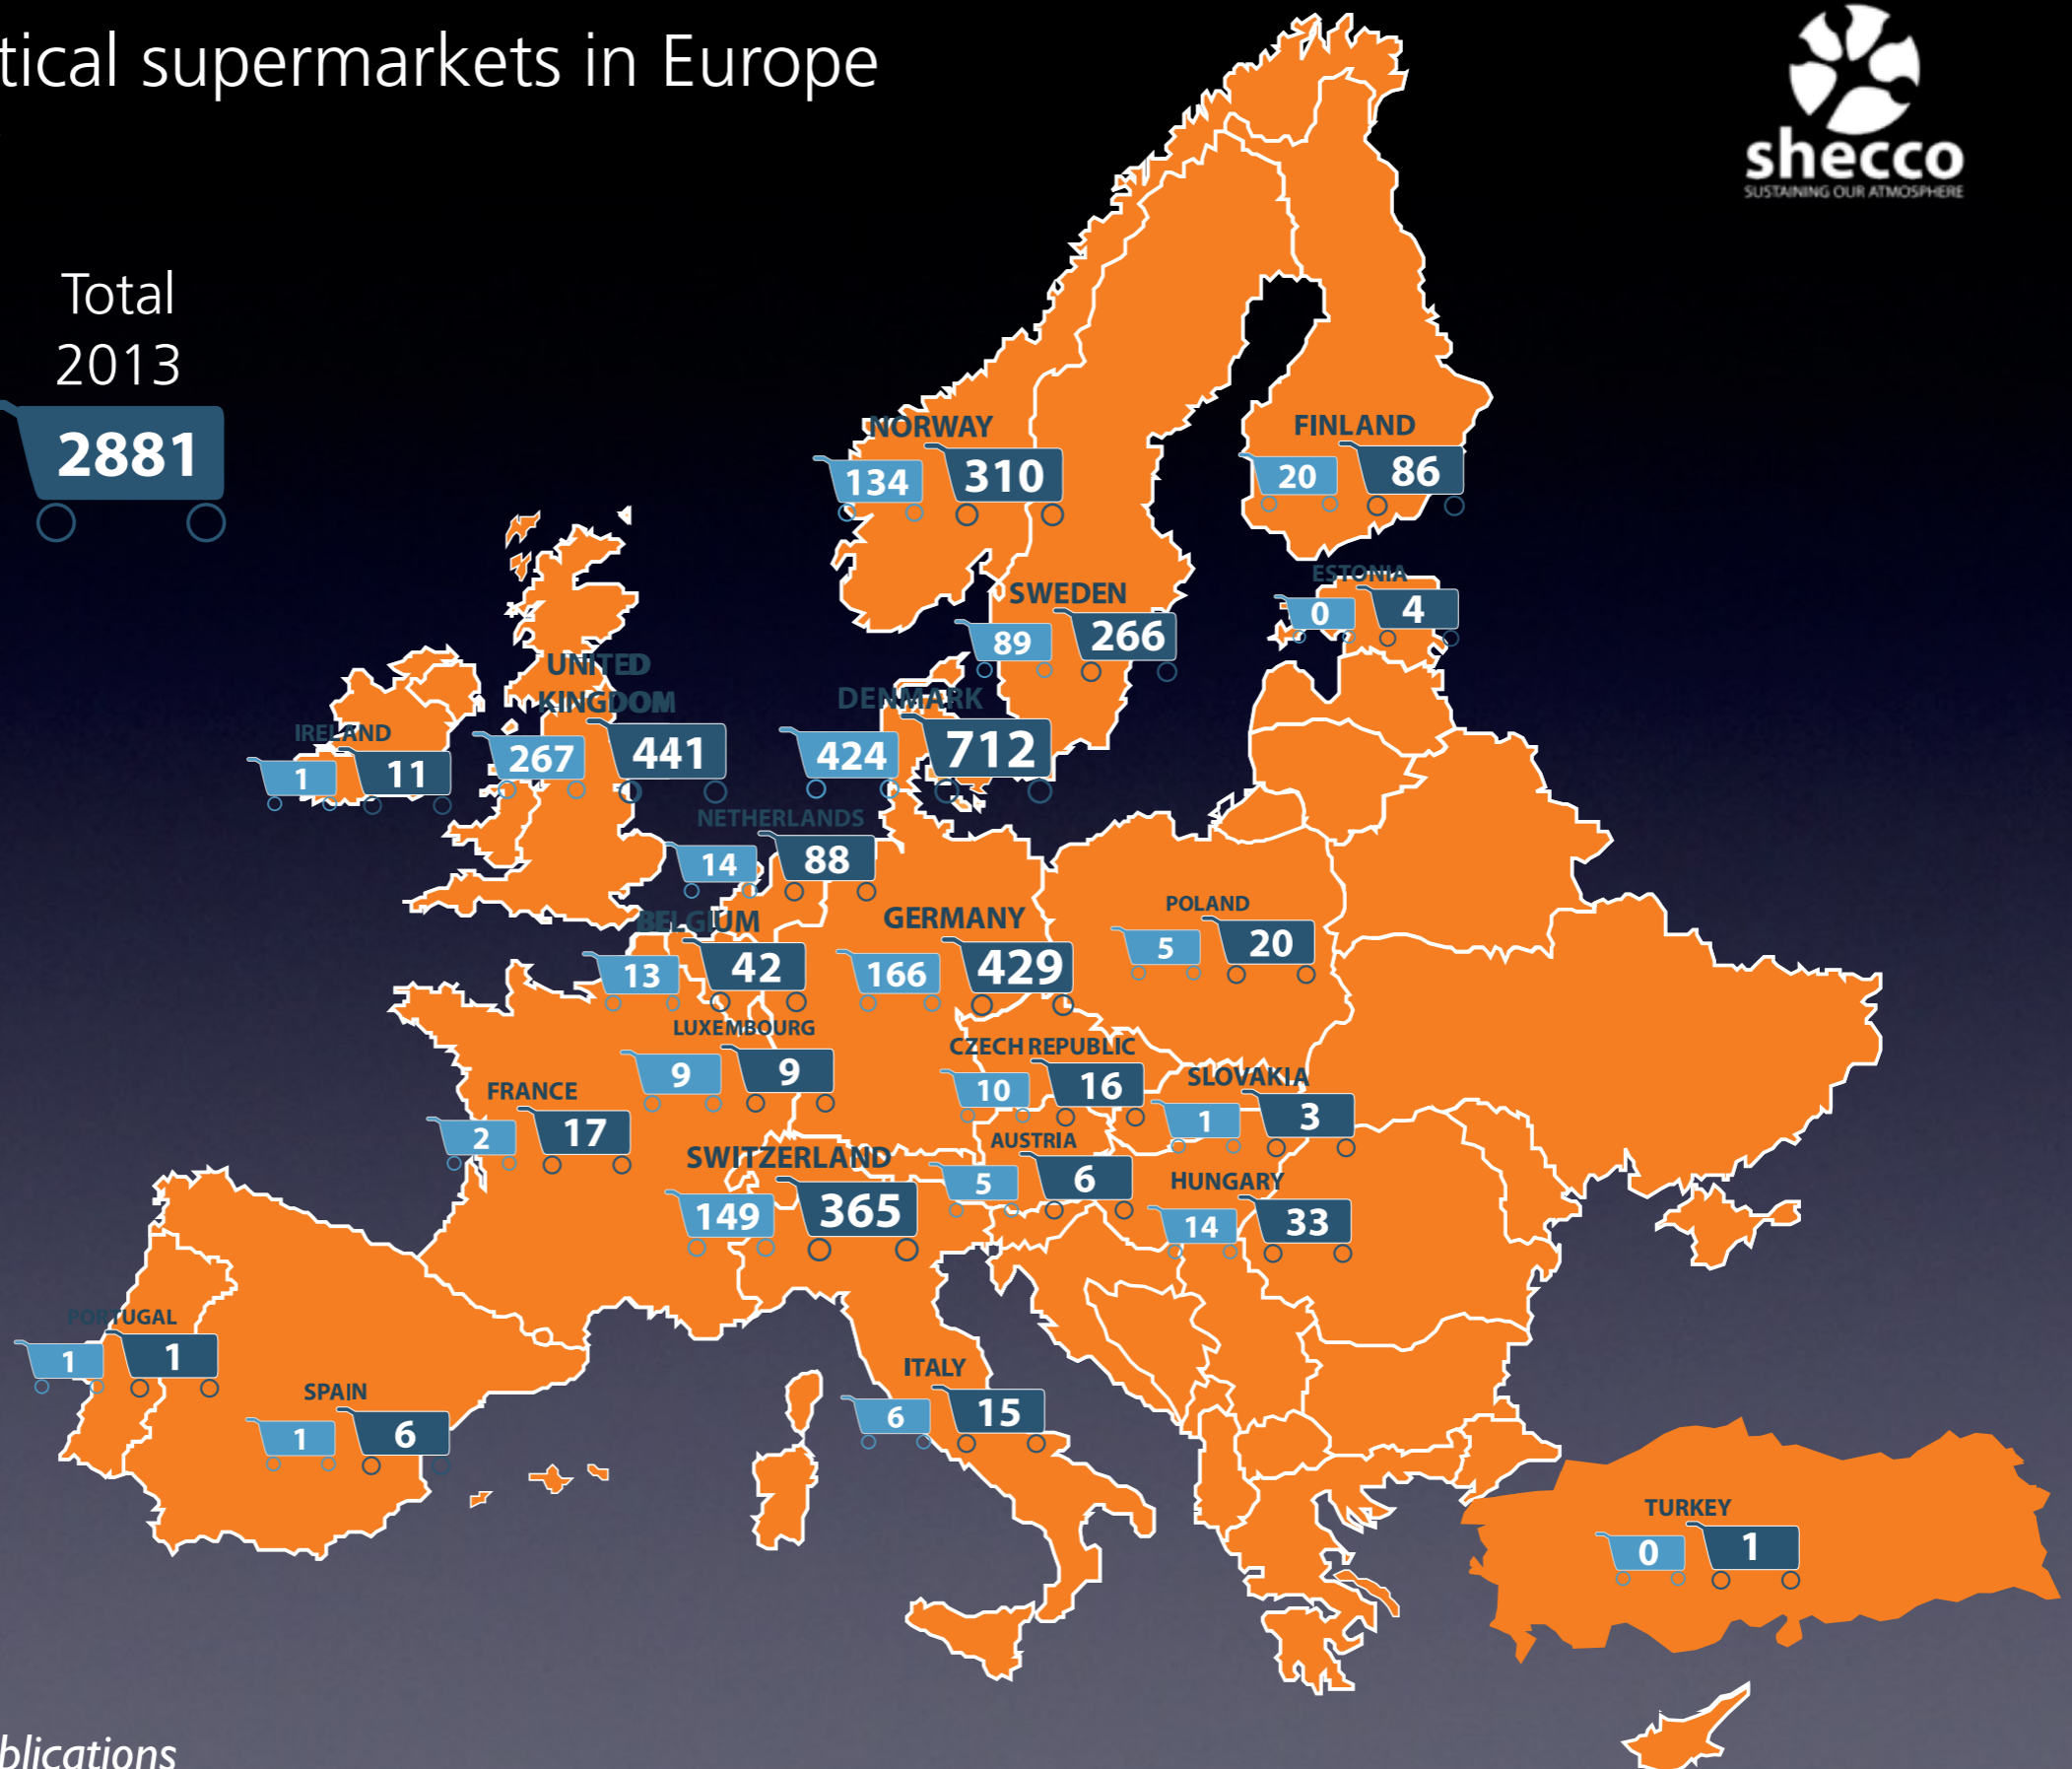 tical supermarkets in Europe
shecco
SUSTAINING OUR ATMOSPHERE
Total
2013
2881
NORWAY
134 310
FINLAND
20 86
ESTONIA
0 4
SWEDEN
89 266
UNITED
KINGDOM
267 441
DENMARK
424 712
IRELAND
1 11
NETHERLANDS
14 88
BELGIUM
13 42
GERMANY
166 429
POLAND
5 20
LUXEMBOURG
9 9
CZECH REPUBLIC
10 16
SLOVAKIA
1 3
FRANCE
2 17
AUSTRIA
5 6
SWITZERLAND
149 365
HUNGARY
14 33
PORTUGAL
1 1
SPAIN
1 6
ITALY
6 15
TURKEY
0 1
blications